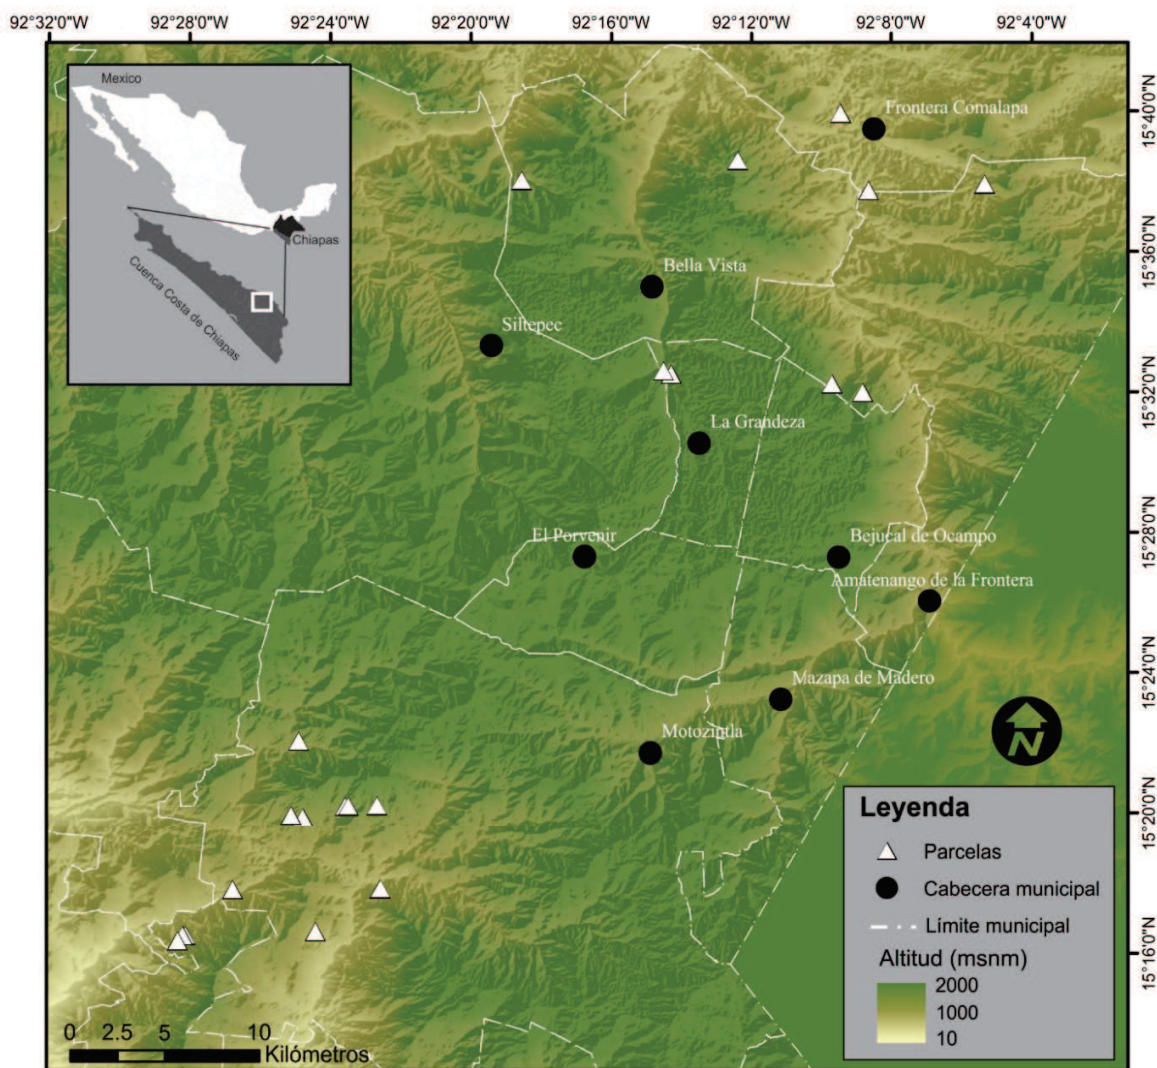 92°32'0"W 92°28'0"W 92°24'0"W 92°20'0"W 92°16'0"W 92°12'0"W 92°8'0"W 92°4'0"W
Mexico
Chiapas
Cuenca Costa de Chiapas
Frontera Comalapa
15°40'0"N
Bella Vista
15°36'0"N
Siltepec
15°32'0"N
La Grandeza
El Porvenir
Bejucal de Ocampo
15°28'0"N
Amatenango de la Frontera
Mazapa de Madero
15°24'0"N
Motozintla
N
15°20'0"N
15°16'0"N
Leyenda
Parcelas
Cabecera municipal
Límite municipal
Altitud (msnm)
2000
1000
10
0 2.5 5 10
Kilómetros